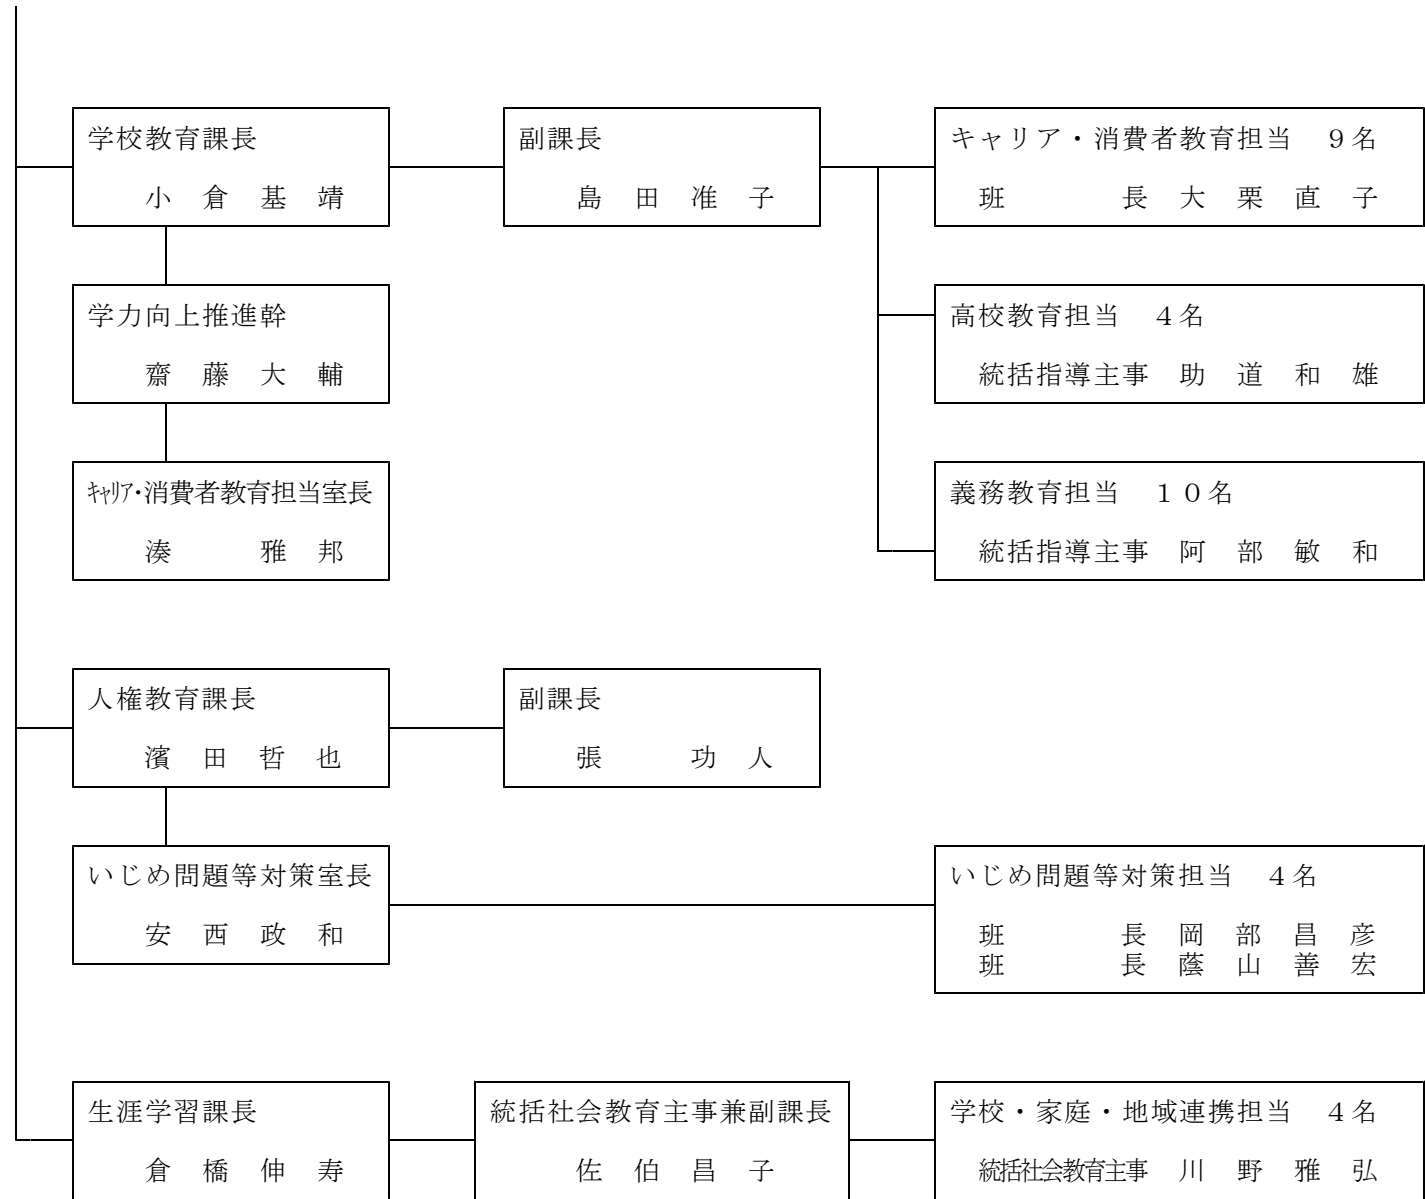 学校教育課長
小倉基靖
副課長
島田准子
キャリア・消費者教育担当　９名
班　長　大栗直子
学力向上推進幹
齋藤大輔
高校教育担当　４名
統括指導主事　助道和雄
ｷｬﾘｱ・消費者教育担当室長
湊　雅邦
義務教育担当　１０名
統括指導主事　阿部敏和
人権教育課長
濱田哲也
副課長
張　功人
いじめ問題等対策室長
安西政和
いじめ問題等対策担当　４名
班　長　岡部昌彦
班　長　蔭山善宏
生涯学習課長
倉橋伸寿
統括社会教育主事兼副課長
佐伯昌子
学校・家庭・地域連携担当　４名
統括社会教育主事　川野雅弘